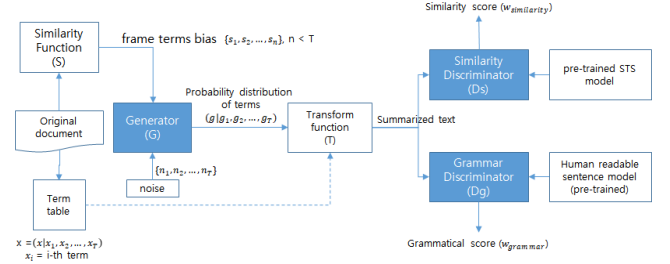 Similarity score (w_similarity)
Similarity
Function
(S)
frame terms bias {s_1, s_2, ..., s_n}, n < T
Similarity
Discriminator
(Ds)
pre-trained STS
model
Probability distribution
of terms
(g|g_1, g_2, ..., g_T)
Original
document
Generator
(G)
Transform
function
(T)
Summarized text
{n_1, n_2, ..., n_T}
noise
Grammar
Discriminator
(Dg)
Human readable
sentence model
(pre-trained)
Term
table
x =(x|x_1, x_2, ..., x_T)
x_i = i-th term
Grammatical score (w_grammar)